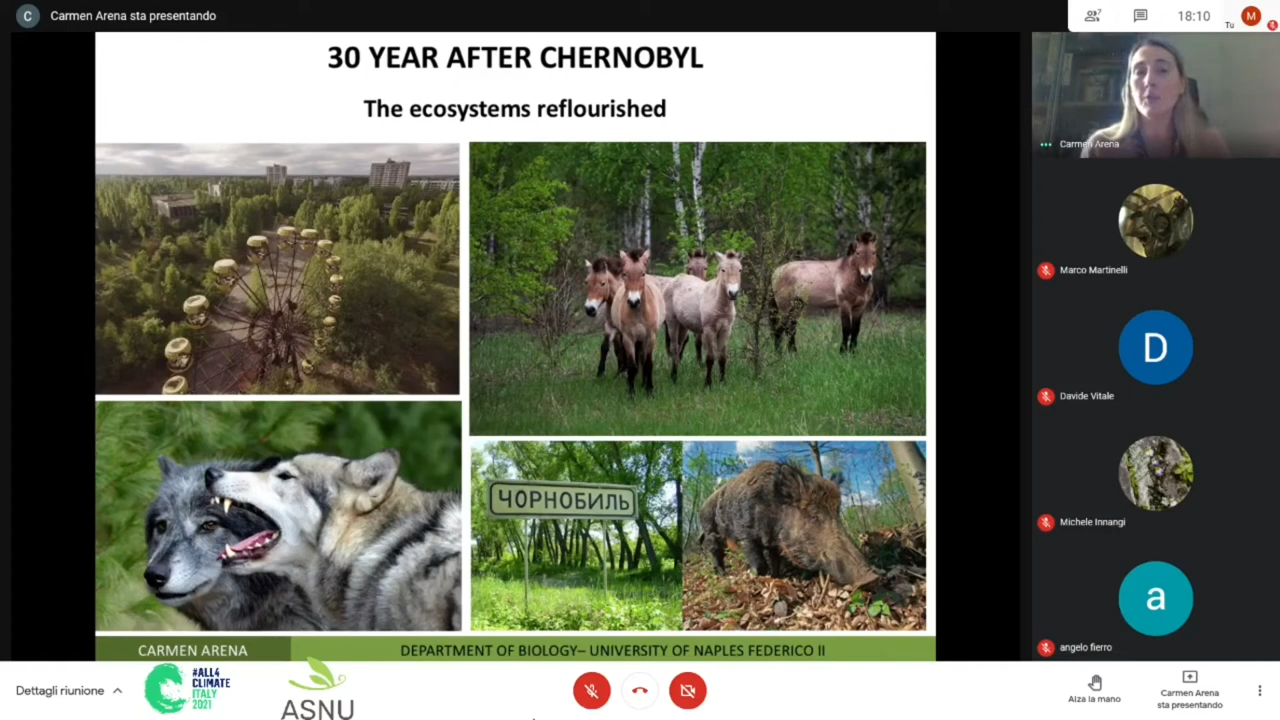 C
Carmen Arena sta presentando
7
18:10
Tu
M
30 YEAR AFTER CHERNOBYL
The ecosystems reflourished
ЧОРНОБИЛЬ
CARMEN ARENA
DEPARTMENT OF BIOLOGY– UNIVERSITY OF NAPLES FEDERICO II
Carmen Arena
Marco Martinelli
D
Davide Vitale
Michele Innangi
a
angelo fierro
Dettagli riunione
#ALL4
CLIMATE
ITALY
2021
ASNU
Alza la mano
Carmen Arena
sta presentando